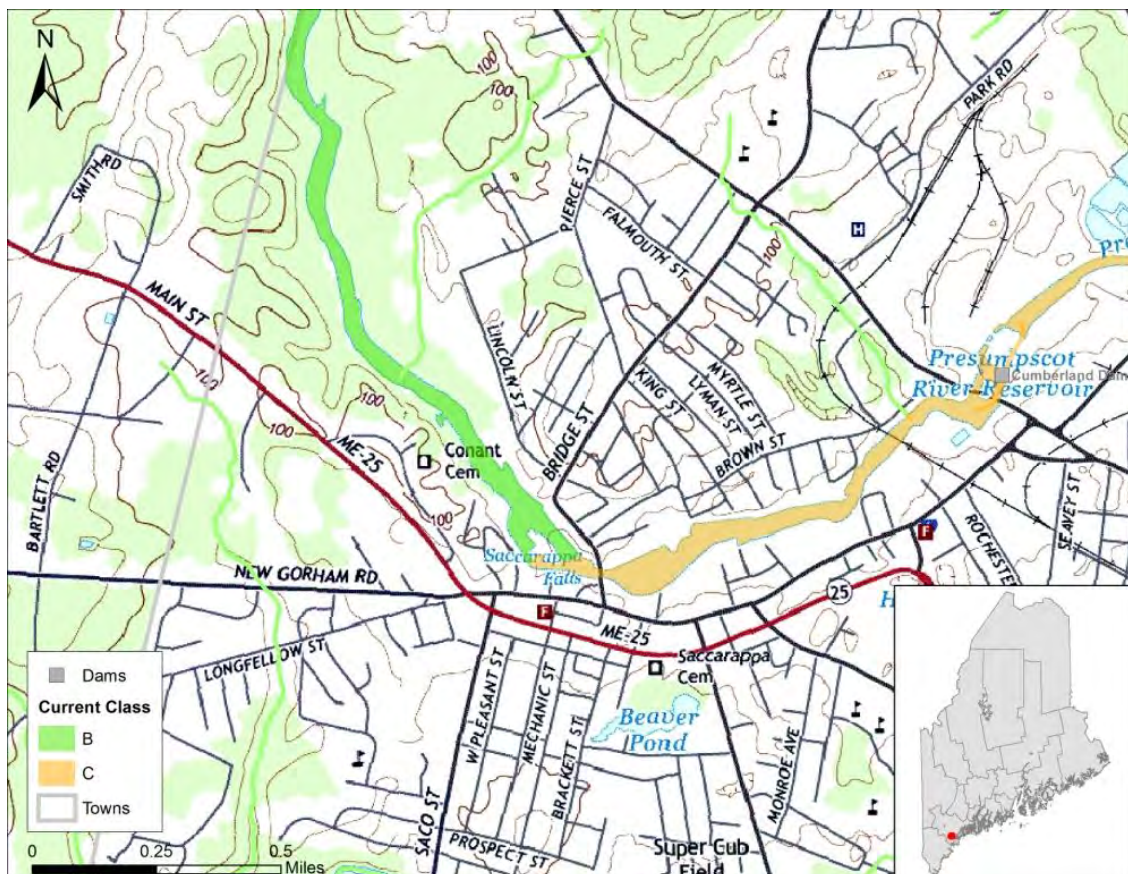 N
100
100
PARK RD
SMITH RD
PIERCE ST
FALMOUTH ST
H
100
MAIN ST
LINCOLN ST
100
100
100
ME-25
Conant
Cem
100
BRIDGE ST
KING ST
LYMAN ST
MYRTLE ST
BROWN ST
Presumpscot
River Reservoir
Cumberland Dam
BARTLETT RD
Saccarappa
Falls
NEW GORHAM RD
F
F
ROCHESTE
SEAVEY ST
25
H
ME-25
LONGFELLOW ST
Saccarappa
Cem
W PLEASANT ST
MECHANIC ST
BRACKETT ST
Beaver
Pond
MONROE AVE
SACO ST
PROSPECT ST
Super Cub
Field
Dams
Current Class
B
C
Towns
0 0.25 0.5
Miles